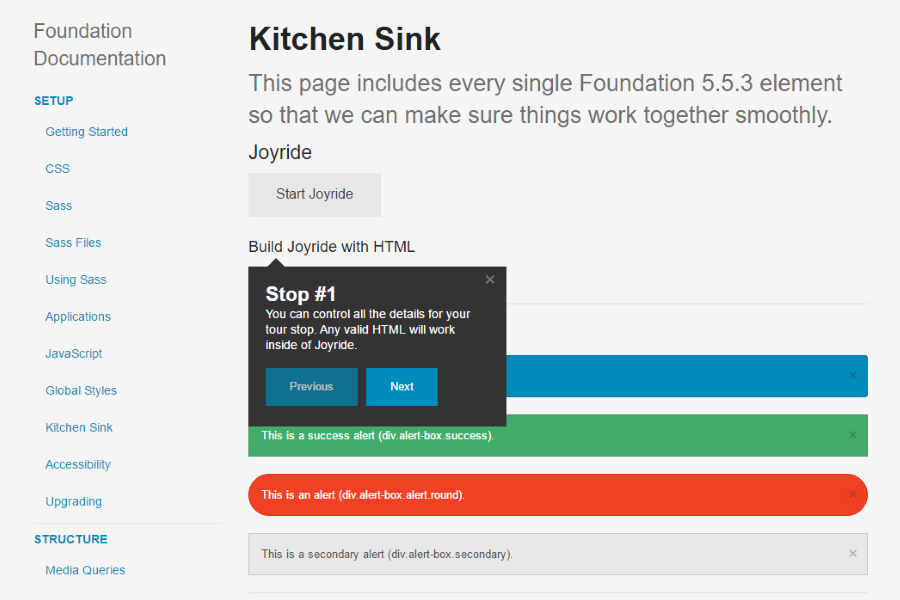 Foundation
Documentation
SETUP
Getting Started
CSS
Sass
Sass Files
Using Sass
Applications
JavaScript
Global Styles
Kitchen Sink
Accessibility
Upgrading
STRUCTURE
Media Queries
Kitchen Sink
This page includes every single Foundation 5.5.3 element
so that we can make sure things work together smoothly.
Joyride
Start Joyride
Build Joyride with HTML
×
Stop #1
You can control all the details for your
tour stop. Any valid HTML will work
inside of Joyride.
Previous Next
×
This is a success alert (div.alert-box.success). ×
This is an alert (div.alert-box.alert.round). ×
This is a secondary alert (div.alert-box.secondary). ×